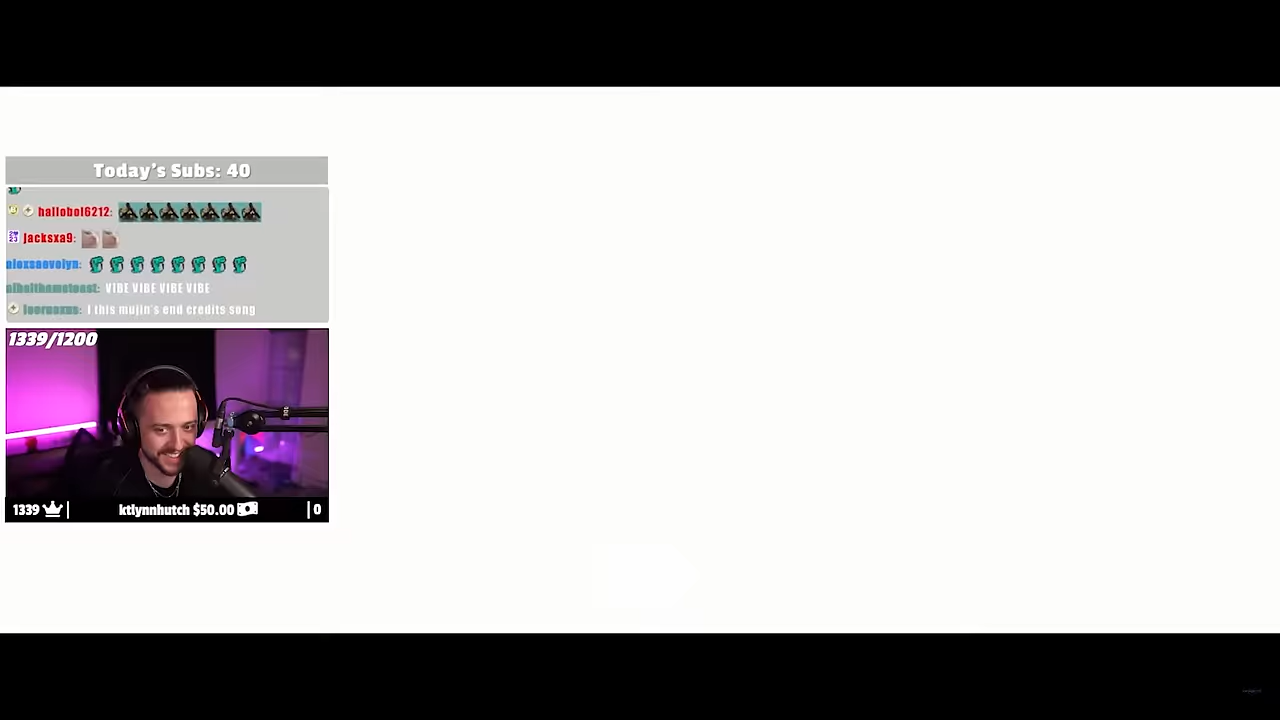 Today's Subs: 40
hallobol6212:
jacksxa9:
VIBE VIBE VIBE VIBE
I this mujin's end credits song
1339/1200
1339 | ktlynnhutch $50.00 | 0